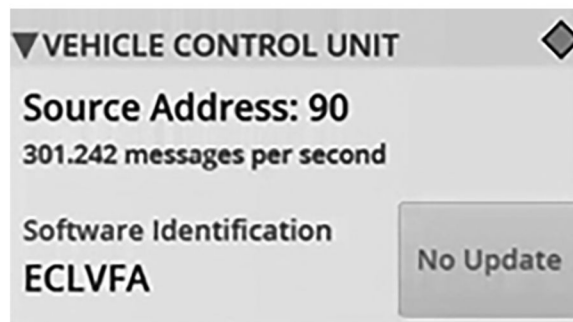 VEHICLE CONTROL UNIT
Source Address: 90
301.242 messages per second
Software Identification
ECLVFA
No Update